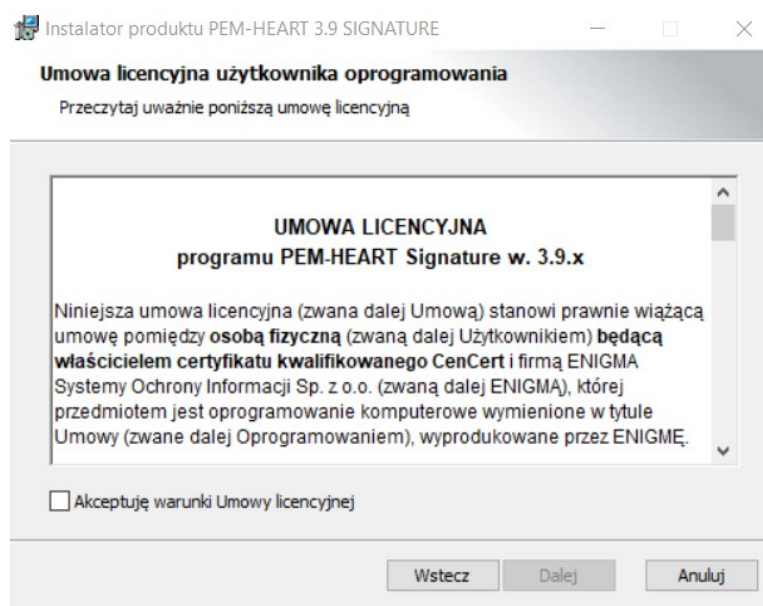 Instalator produktu PEM-HEART 3.9 SIGNATURE
Umowa licencyjna użytkownika oprogramowania
Przeczytaj uważnie poniższą umowę licencyjną
UMOWA LICENCYJNA
programu PEM-HEART Signature w. 3.9.x
Niniejsza umowa licencyjna (zwana dalej Umową) stanowi prawnie wiążącą
umowę pomiędzy osobą fizyczną (zwaną dalej Użytkownikiem) będącą
właścicielem certyfikatu kwalifikowanego CenCert i firmą ENIGMA
Systemy Ochrony Informacji Sp. z o.o. (zwaną dalej ENIGMĄ), której
przedmiotem jest oprogramowanie komputerowe wymienione w tytule
Umowy (zwane dalej Oprogramowaniem), wyprodukowane przez ENIGMĘ.
Akceptuję warunki Umowy licencyjnej
Wstecz
Dalej
Anuluj